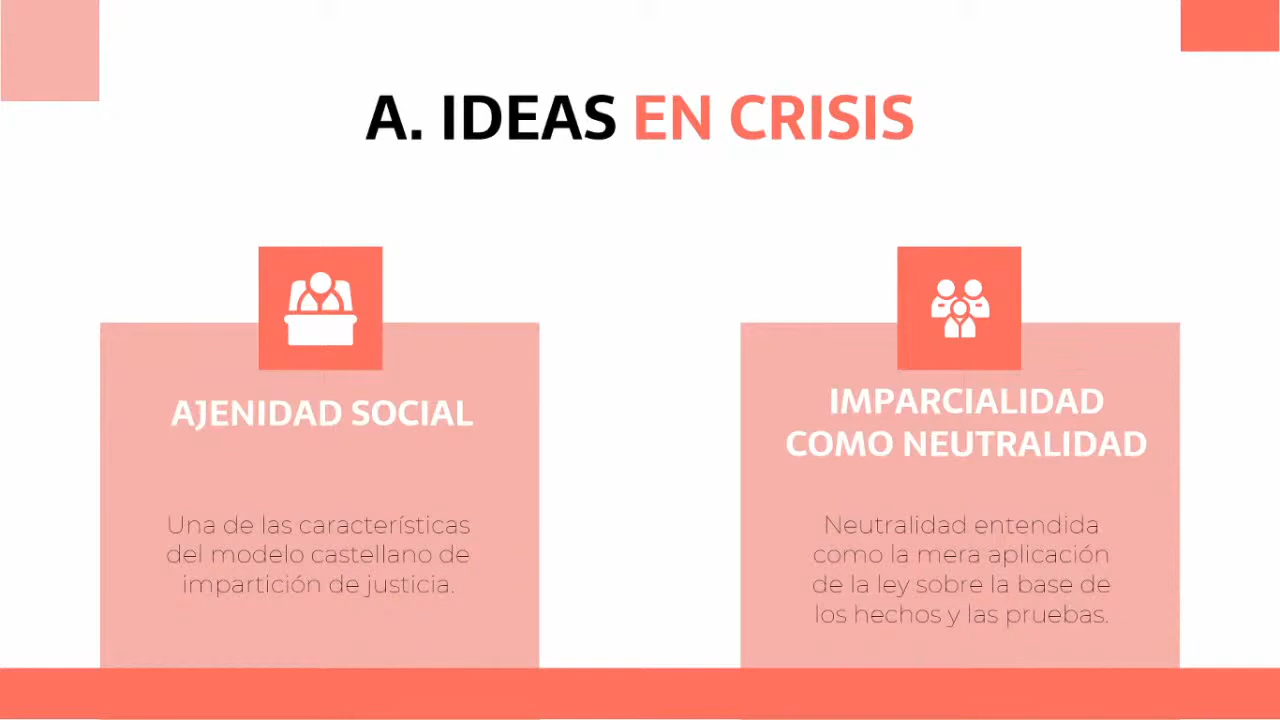 A. IDEAS EN CRISIS
AJENIDAD SOCIAL
Una de las características
del modelo castellano de
impartición de justicia.
IMPARCIALIDAD
COMO NEUTRALIDAD
Neutralidad entendida
como la mera aplicación
de la ley sobre la base de
los hechos y las pruebas.